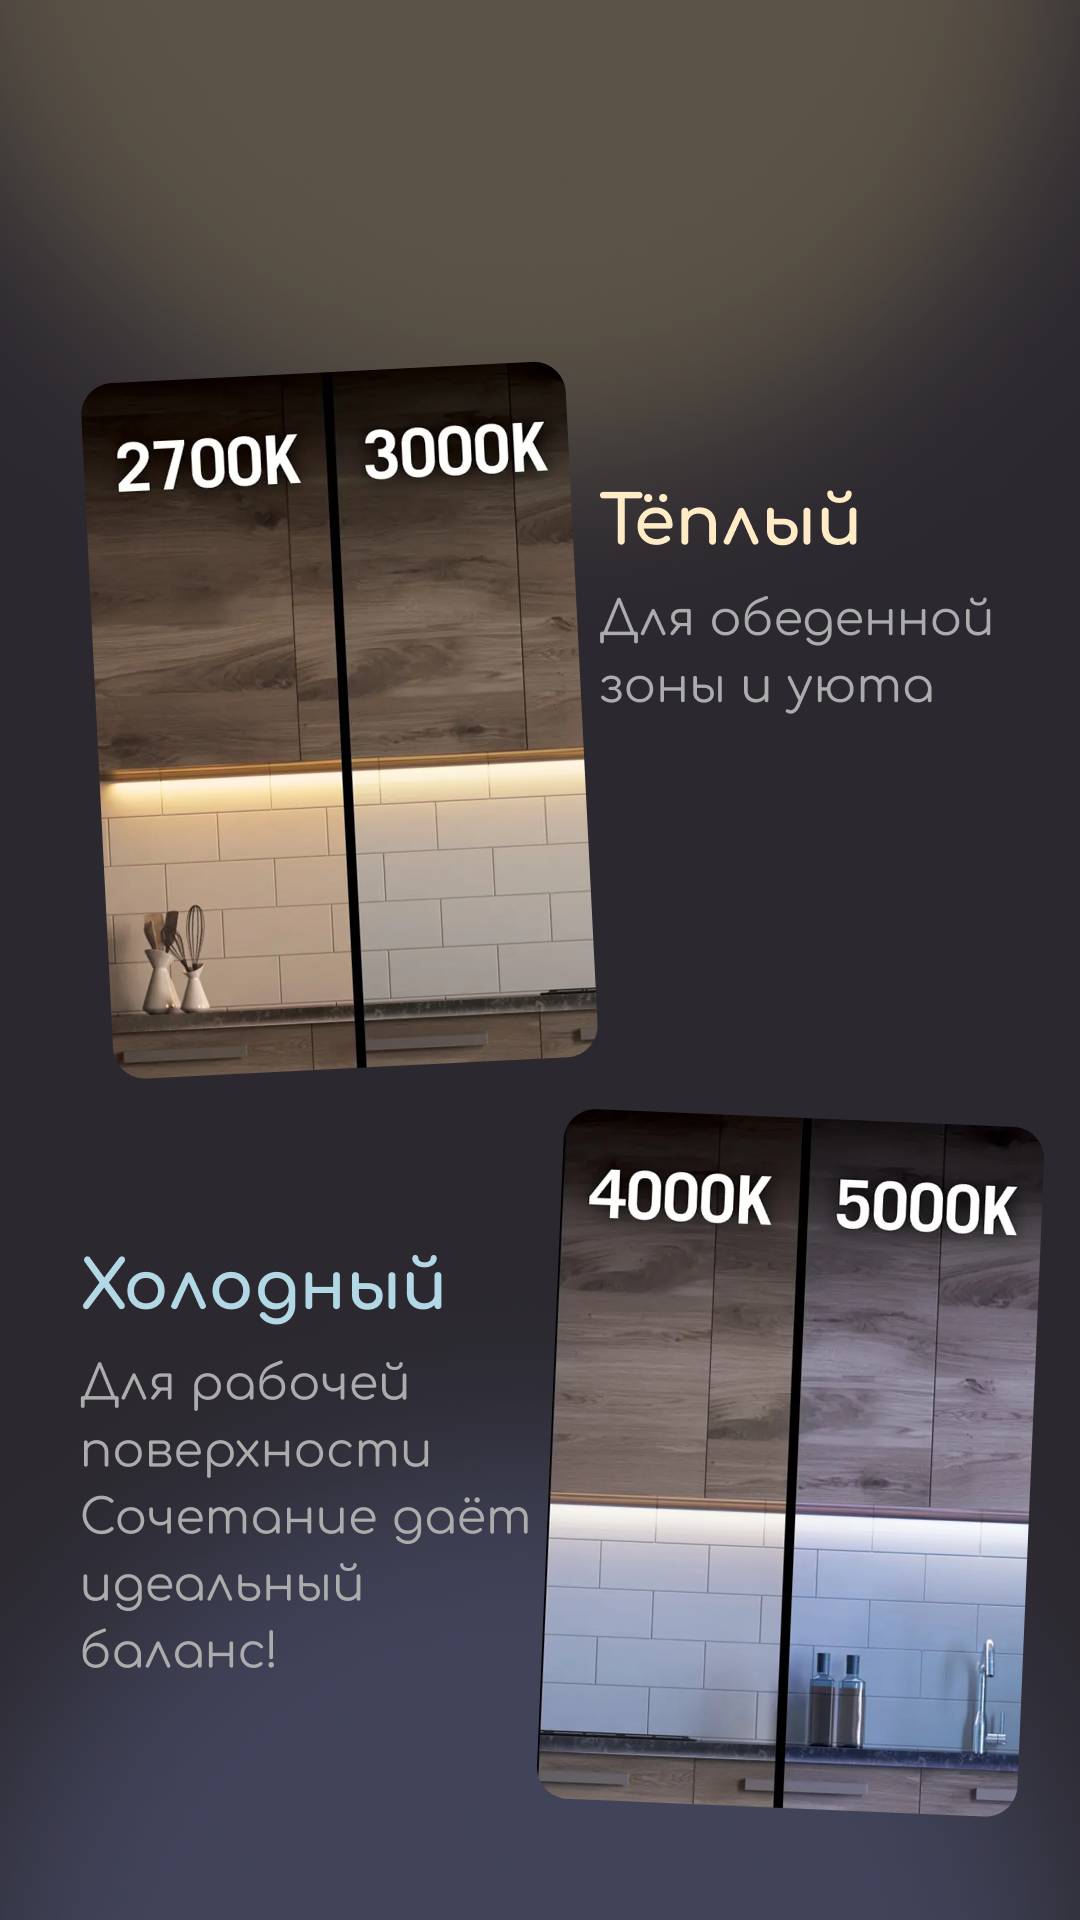 2700K
3000K
Тёплый
Для обеденной
зоны и уюта
4000K
5000K
Холодный
Для рабочей
поверхности
Сочетание даёт
идеальный
баланс!